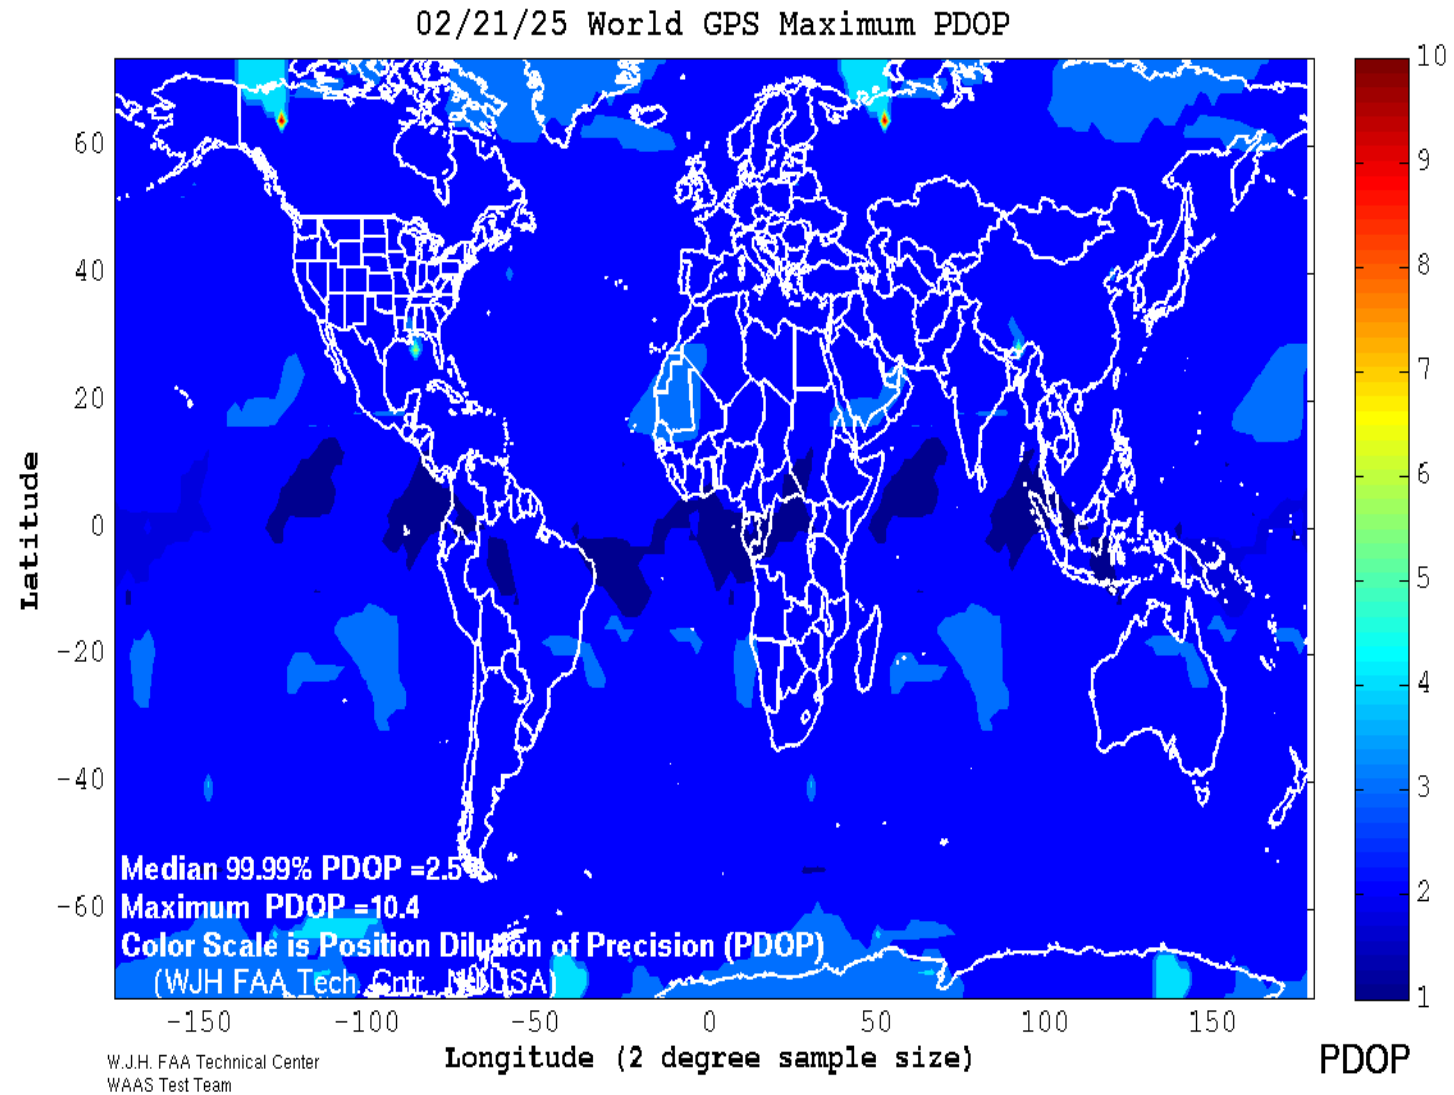 02/21/25 World GPS Maximum PDOP
10
9
8
7
6
5
4
3
2
1
60
40
20
0
-20
-40
-60
Latitude
Median 99.99% PDOP =2.5
Maximum PDOP =10.4
Color Scale is Position Dilution of Precision (PDOP)
(WJH FAA Tech. Cntr. USA)
-150 -100 -50 0 50 100 150
Longitude (2 degree sample size)
PDOP
W.J.H. FAA Technical Center
WAAS Test Team